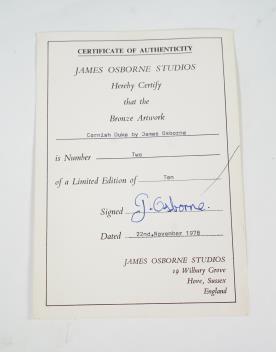 CERTIFICATE OF AUTHENTICITY
JAMES OSBORNE STUDIOS
Hereby Certify
that the
Bronze Artwork
Cornish Duke by James Osborne
is Number Two
of a Limited Edition of Ten
Signed J. Osborne.
Dated 22nd.November 1978
JAMES OSBORNE STUDIOS
19 Wilbury Grove
Hove, Sussex
England